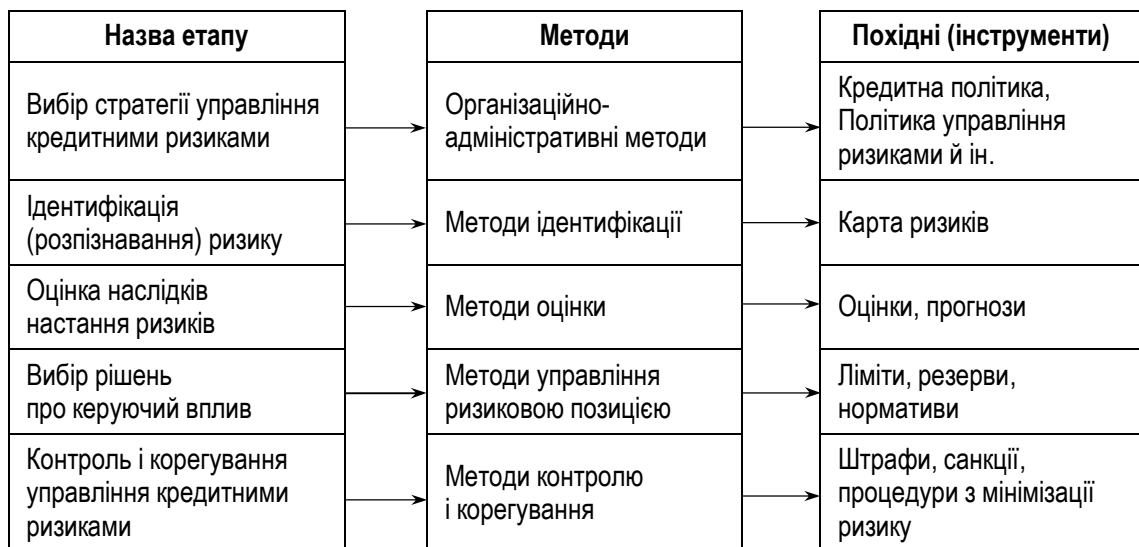 Назва етапу
Методи
Похідні (інструменти)
Вибір стратегії управління
кредитними ризиками
Організаційно-
адміністративні методи
Кредитна політика,
Політика управління
ризиками й ін.
Ідентифікація
(розпізнавання) ризику
Методи ідентифікації
Карта ризиків
Оцінка наслідків
настання ризиків
Методи оцінки
Оцінки, прогнози
Вибір рішень
про керуючий вплив
Методи управління
ризиковою позицією
Ліміти, резерви,
нормативи
Контроль і корегування
управління кредитними
ризиками
Методи контролю
і корегування
Штрафи, санкції,
процедури з мінімізації
ризику